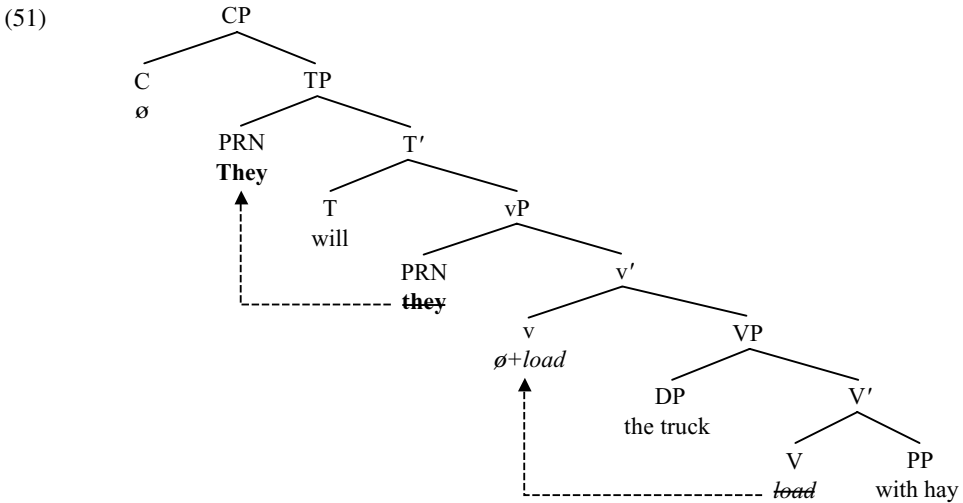 (51)
CP
C
TP
ø
PRN
T′
They
T
vP
will
PRN
v′
they
v
VP
ø+load
DP
V′
the truck
V
PP
load
with hay